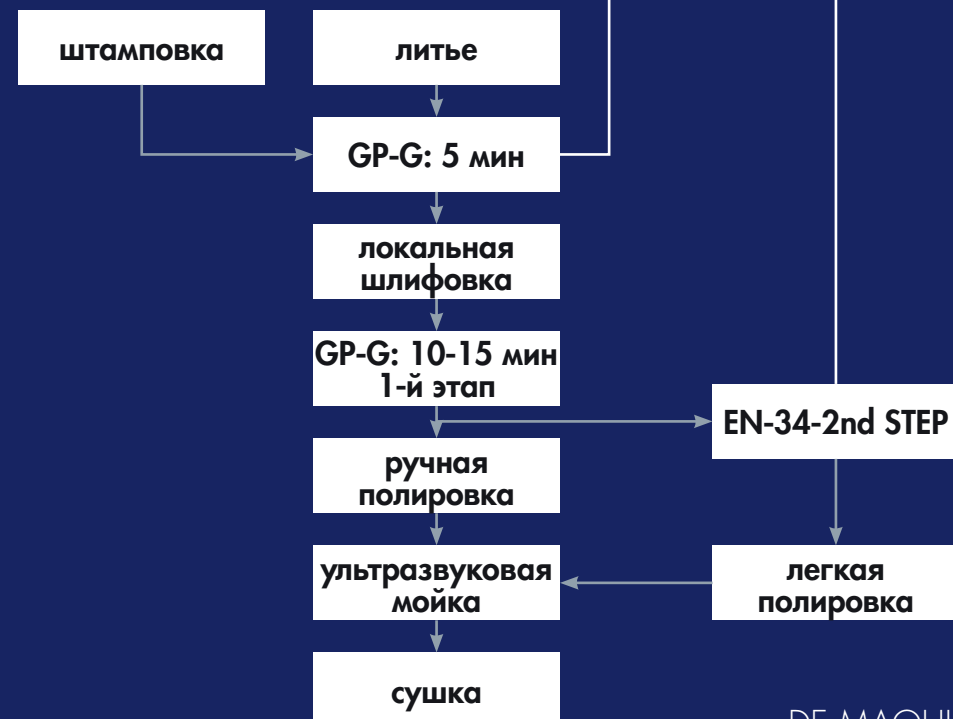 штамповка
литье
GP-G: 5 мин
локальная
шлифовка
GP-G: 10-15 мин
1-й этап
EN-34-2nd STEP
ручная
полировка
ультразвуковая
мойка
легкая
полировка
сушка